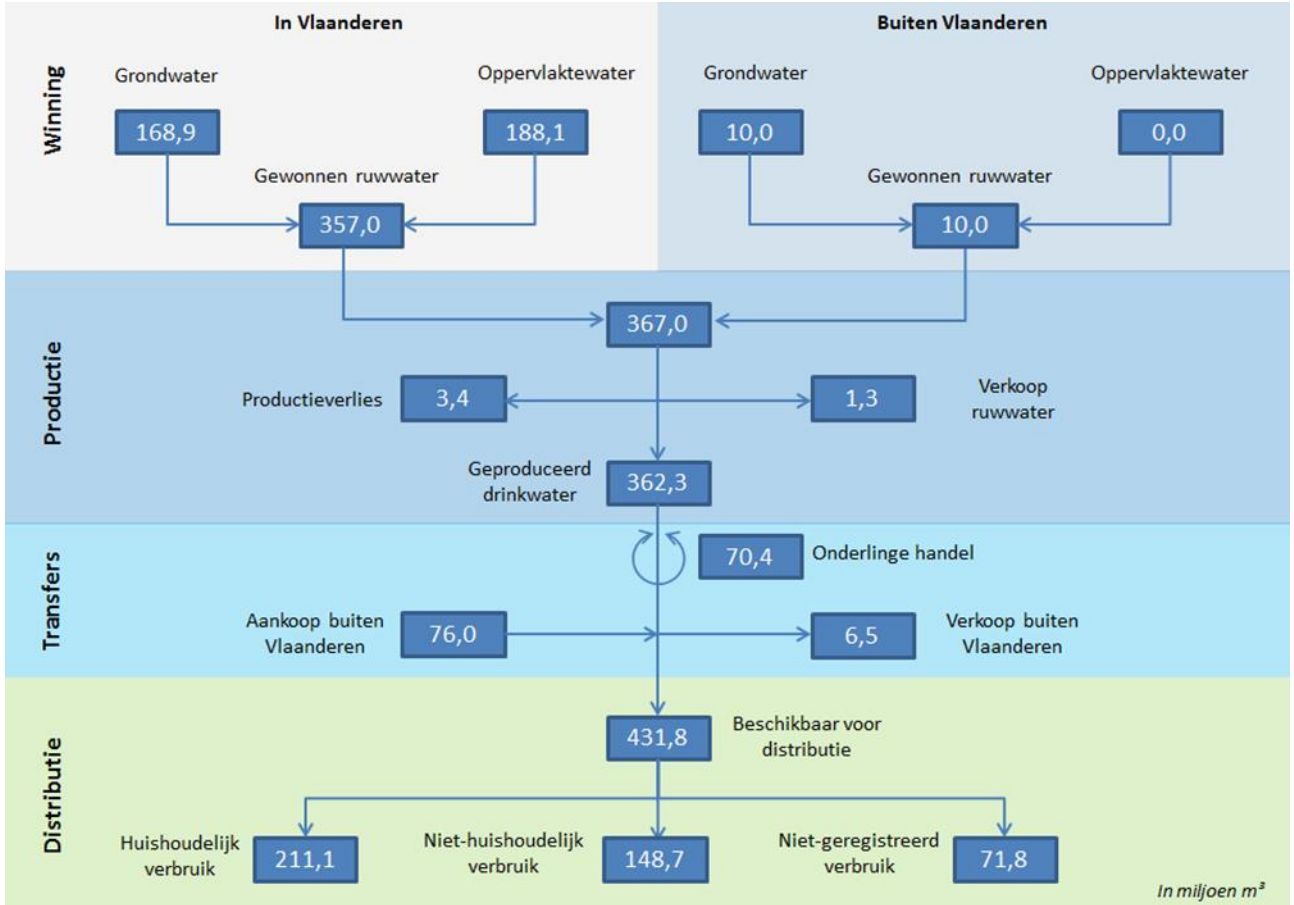 In Vlaanderen
Buiten Vlaanderen
Winning
Grondwater
Oppervlaktewater
Grondwater
Oppervlaktewater
168,9
188,1
10,0
0,0
Gewonnen ruwwater
Gewonnen ruwwater
357,0
10,0
Productie
367,0
Productieverlies
3,4
1,3
Verkoop
ruwwater
Geproduceerd
drinkwater
362,3
Transfers
70,4
Onderlinge handel
Aankoop buiten
Vlaanderen
76,0
6,5
Verkoop buiten
Vlaanderen
Distributie
431,8
Beschikbaar voor
distributie
Huishoudelijk
verbruik
211,1
Niet-huishoudelijk
verbruik
148,7
Niet-geregistreerd
verbruik
71,8
In miljoen m³